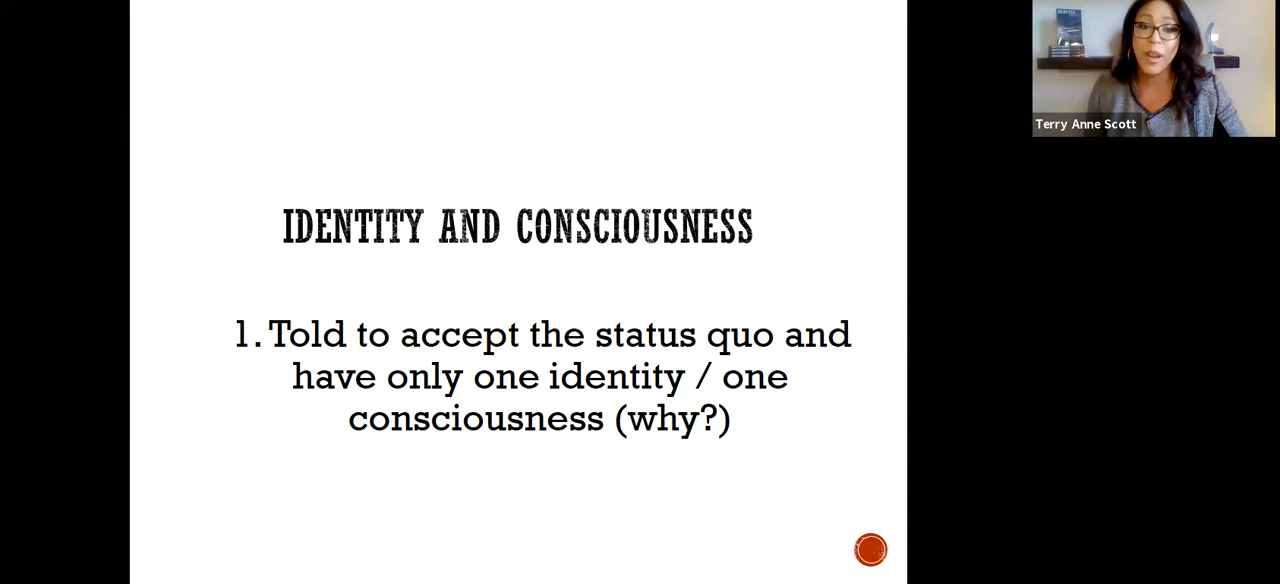 IDENTITY AND CONSCIOUSNESS
1. Told to accept the status quo and
have only one identity / one
consciousness (why?)
SEATTLE
Terry Anne Scott